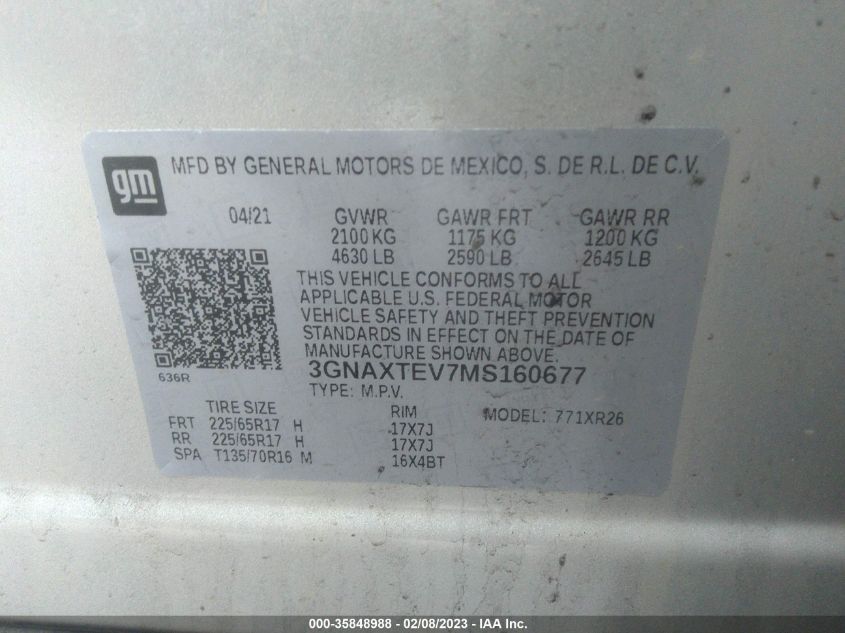 gm
MFD BY GENERAL MOTORS DE MEXICO, S. DE R.L. DE C.V.
04/21 GVWR GAWR FRT GAWR RR
2100 KG 1175 KG 1200 KG
4630 LB 2590 LB 2645 LB
THIS VEHICLE CONFORMS TO ALL
APPLICABLE U.S. FEDERAL MOTOR
VEHICLE SAFETY AND THEFT PREVENTION
STANDARDS IN EFFECT ON THE DATE OF
MANUFACTURE SHOWN ABOVE.
636R
3GNAXTEV7MS160677
TYPE: M.P.V.
TIRE SIZE RIM MODEL: 771XR26
FRT 225/65R17 H 17X7J
RR 225/65R17 H 17X7J
SPA T135/70R16 M 16X4BT
000-35848988 - 02/08/2023 - IAA Inc.